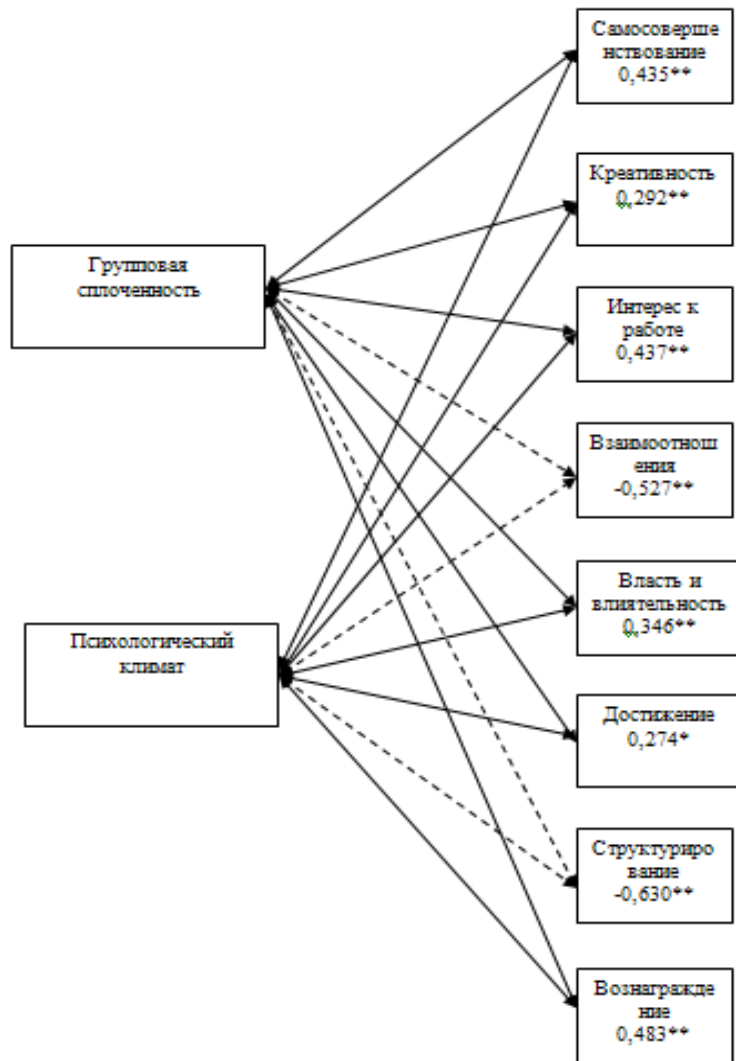 Самосоверше
нствование
0,435**
Креативность
0,292**
Групповая
сплоченность
Интерес к
работе
0,437**
Взаимоотнош
ения
-0,527**
Власть и
влиятельность
0,346**
Психологический
климат
Достижение
0,274*
Структуриро
вание
-0,630**
Вознагражде
ние
0,483**